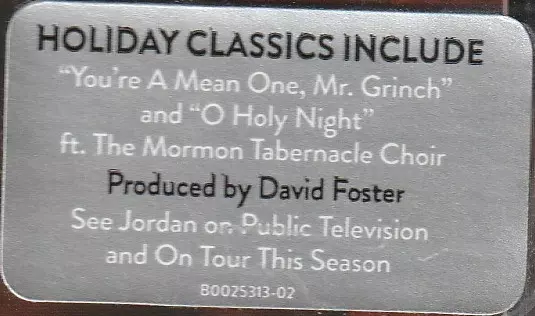 HOLIDAY CLASSICS INCLUDE
“You’re A Mean One, Mr. Grinch”
and “O Holy Night”
ft. The Mormon Tabernacle Choir
Produced by David Foster
See Jordan on Public Television
and On Tour This Season
B0025313-02